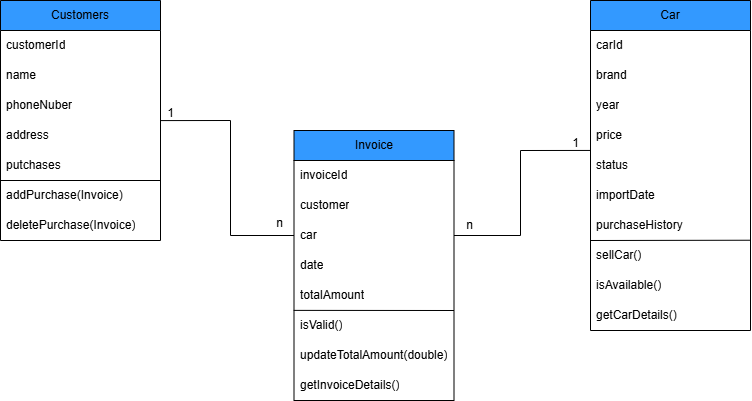 Customers
customerId
name
phoneNuber
address
putchases
addPurchase(Invoice)
deletePurchase(Invoice)
1
n
Invoice
invoiceId
customer
car
date
totalAmount
isValid()
updateTotalAmount(double)
getInvoiceDetails()
n
1
Car
carId
brand
year
price
status
importDate
purchaseHistory
sellCar()
isAvailable()
getCarDetails()